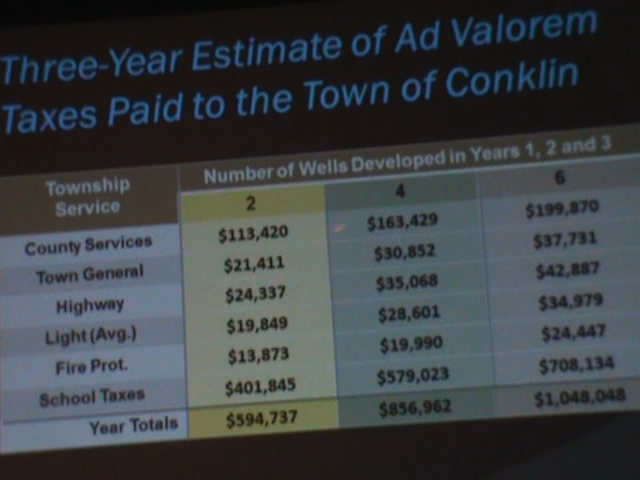 Three-Year Estimate of Ad Valorem
Taxes Paid to the Town of Conklin
Township Service Number of Wells Developed in Years 1, 2 and 3
2 4 6
County Services $113,420 $163,429 $199,870
Town General $21,411 $30,852 $37,731
Highway $24,337 $35,068 $42,887
Light (Avg.) $19,849 $28,601 $34,979
Fire Prot. $13,873 $19,990 $24,447
School Taxes $401,845 $579,023 $708,134
Year Totals $594,737 $856,962 $1,048,048